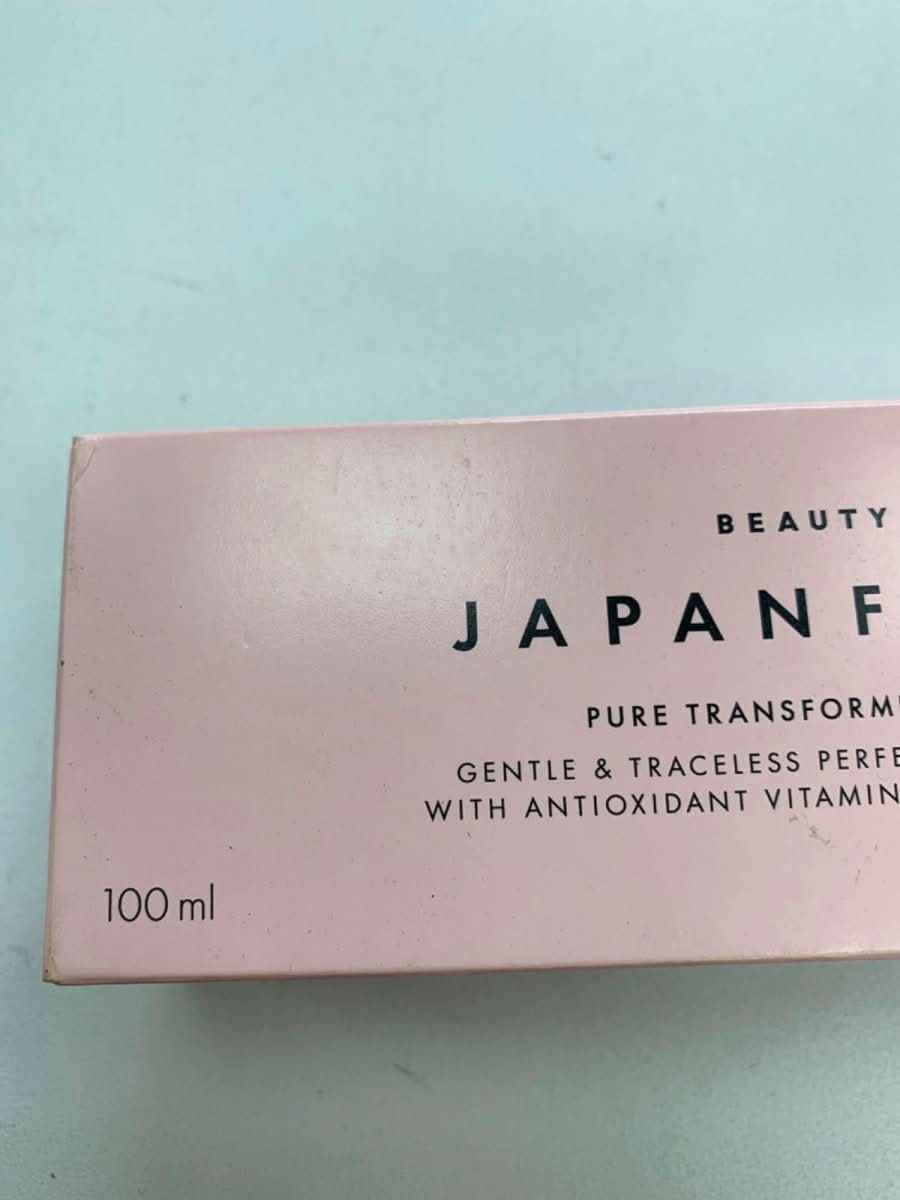 BEAUTY
JAPANF
PURE TRANSFORM
GENTLE & TRACELESS PERFE
WITH ANTIOXIDANT VITAMIN
100 ml